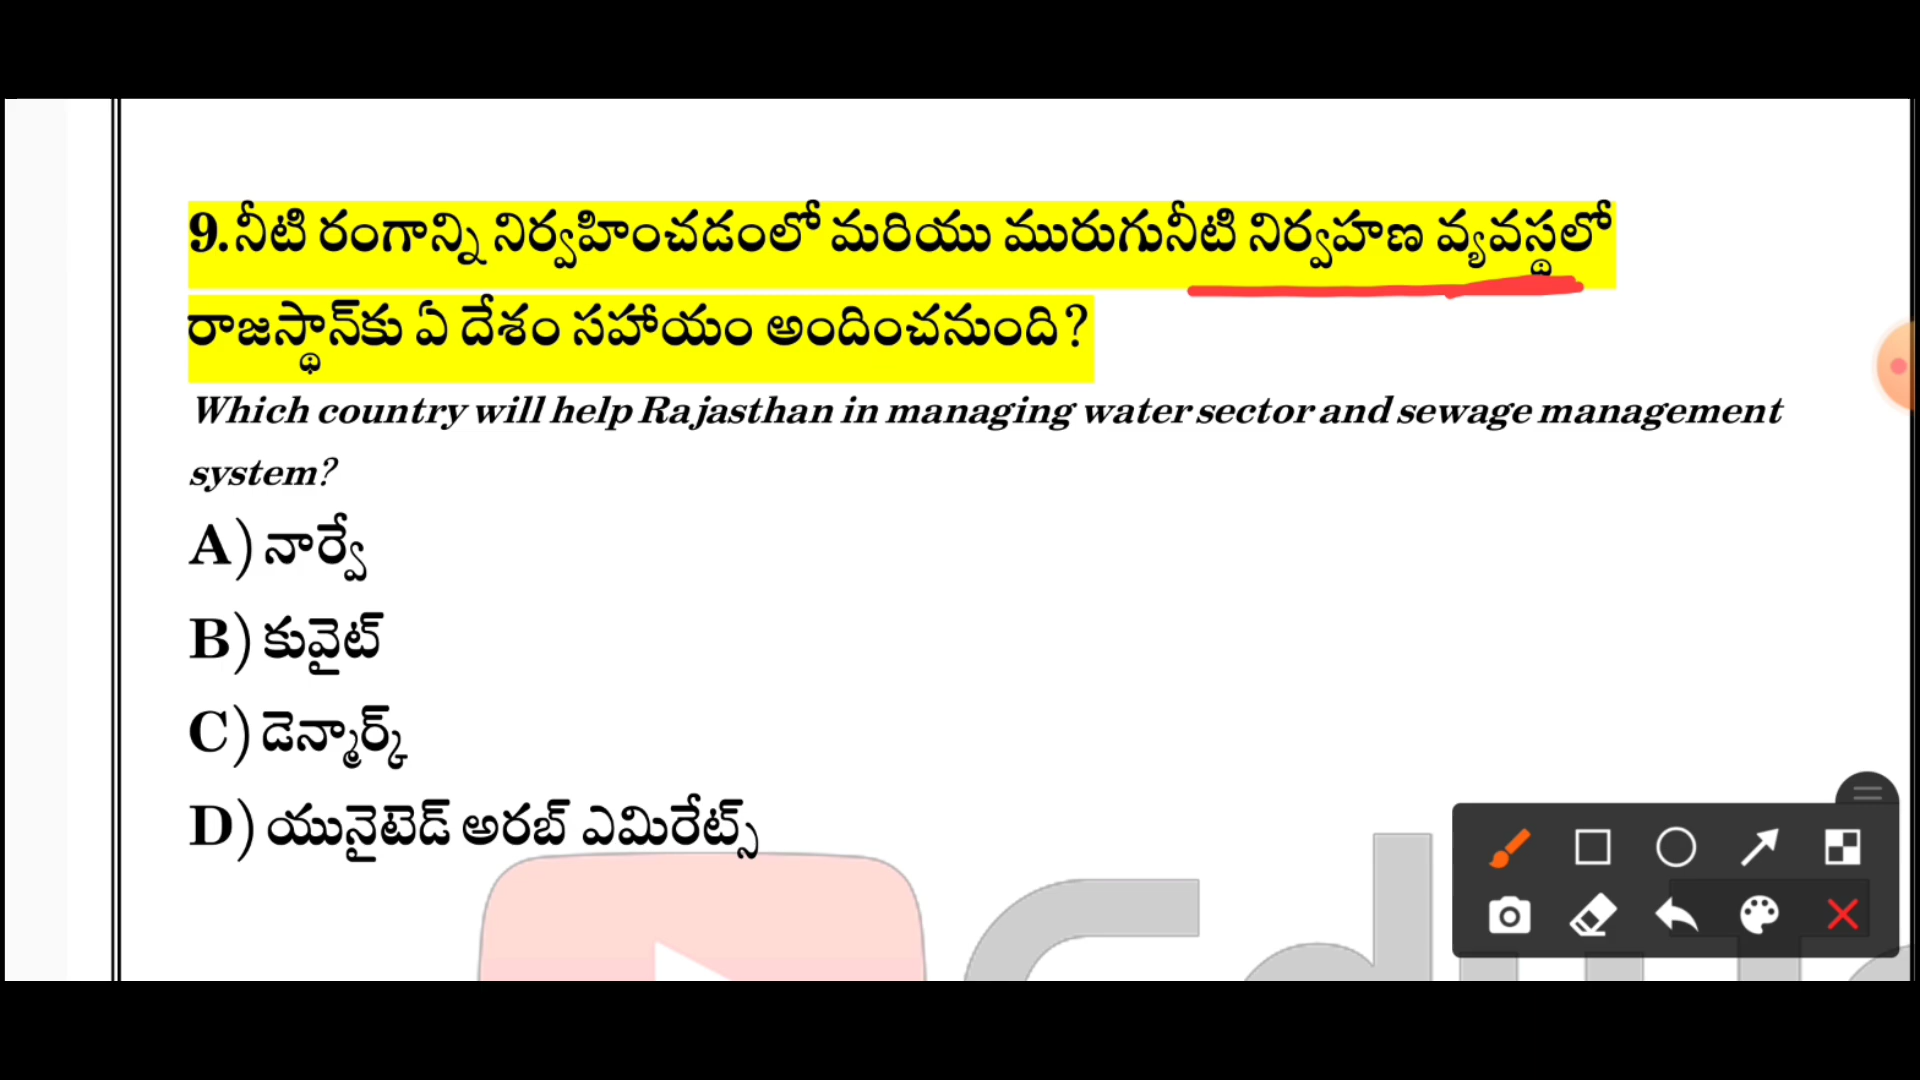 9.నీటి రంగాన్ని నిర్వహించడంలో మరియు మురుగునీటి నిర్వహణ వ్యవస్థలో
రాజస్థాన్‌కు ఏ దేశం సహాయం అందించనుంది?
Which country will help Rajasthan in managing water sector and sewage management
system?
A) నార్వే
B) కువైట్
C) డెన్మార్క్
D) యునైటెడ్ అరబ్ ఎమిరేట్స్